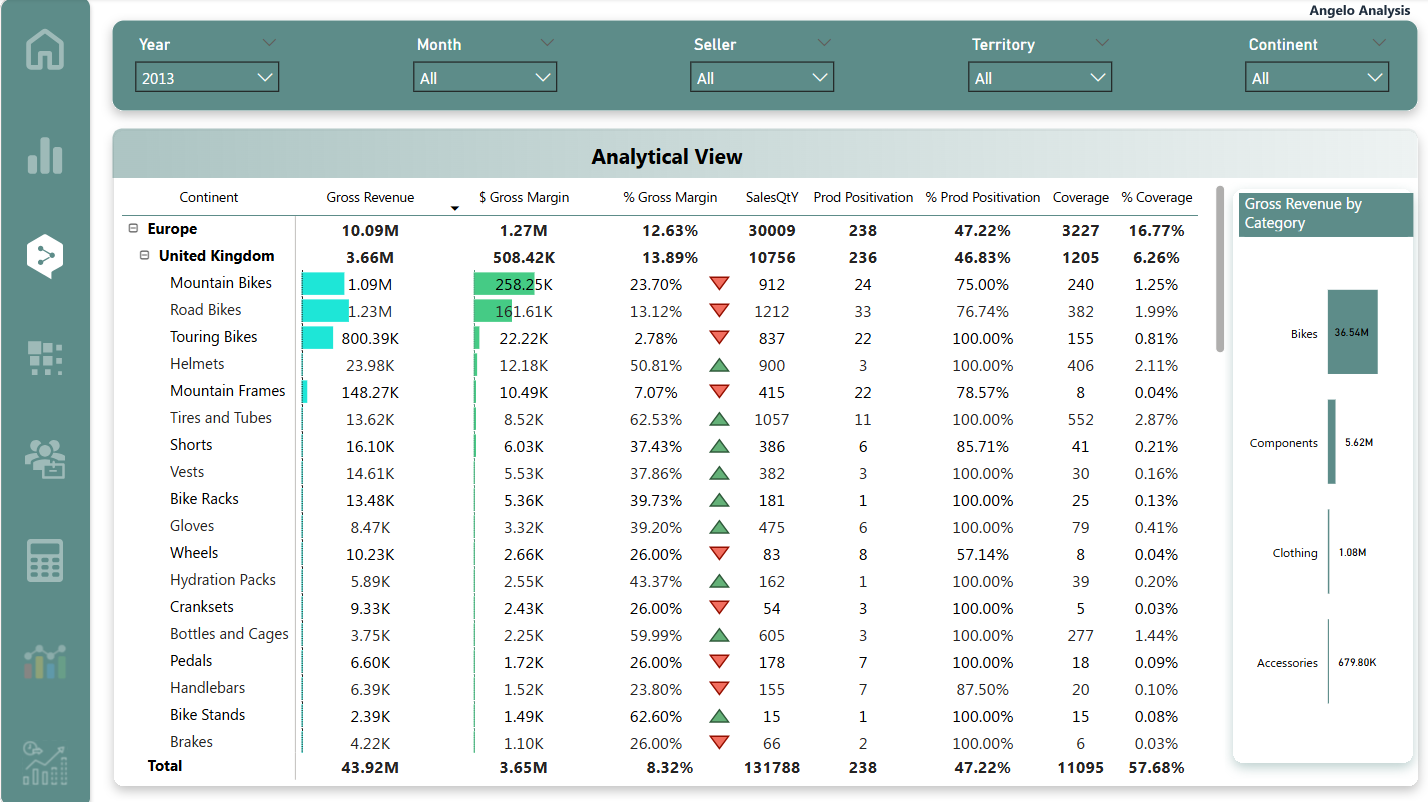 Angelo Analysis
Year Month Seller Territory Continent
2013 All All All All
Analytical View
Continent Gross Revenue $ Gross Margin % Gross Margin SalesQtY Prod Positivation % Prod Positivation Coverage % Coverage
Europe 10.09M 1.27M 12.63% 30009 238 47.22% 3227 16.77%
United Kingdom 3.66M 508.42K 13.89% 10756 236 46.83% 1205 6.26%
Mountain Bikes 1.09M 258.25K 23.70% 912 24 75.00% 240 1.25%
Road Bikes 1.23M 161.61K 13.12% 1212 33 76.74% 382 1.99%
Touring Bikes 800.39K 22.22K 2.78% 837 22 100.00% 155 0.81%
Helmets 23.98K 12.18K 50.81% 900 3 100.00% 406 2.11%
Mountain Frames 148.27K 10.49K 7.07% 415 22 78.57% 8 0.04%
Tires and Tubes 13.62K 8.52K 62.53% 1057 11 100.00% 552 2.87%
Shorts 16.10K 6.03K 37.43% 386 6 85.71% 41 0.21%
Vests 14.61K 5.53K 37.86% 382 3 100.00% 30 0.16%
Bike Racks 13.48K 5.36K 39.73% 181 1 100.00% 25 0.13%
Gloves 8.47K 3.32K 39.20% 475 6 100.00% 79 0.41%
Wheels 10.23K 2.66K 26.00% 83 8 57.14% 8 0.04%
Hydration Packs 5.89K 2.55K 43.37% 162 1 100.00% 39 0.20%
Cranksets 9.33K 2.43K 26.00% 54 3 100.00% 5 0.03%
Bottles and Cages 3.75K 2.25K 59.99% 605 3 100.00% 277 1.44%
Pedals 6.60K 1.72K 26.00% 178 7 100.00% 18 0.09%
Handlebars 6.39K 1.52K 23.80% 155 7 87.50% 20 0.10%
Bike Stands 2.39K 1.49K 62.60% 15 1 100.00% 15 0.08%
Brakes 4.22K 1.10K 26.00% 66 2 100.00% 6 0.03%
Total 43.92M 3.65M 8.32% 131788 238 47.22% 11095 57.68%
Gross Revenue by
Category
Bikes 36.54M
Components 5.62M
Clothing 1.08M
Accessories 679.80K